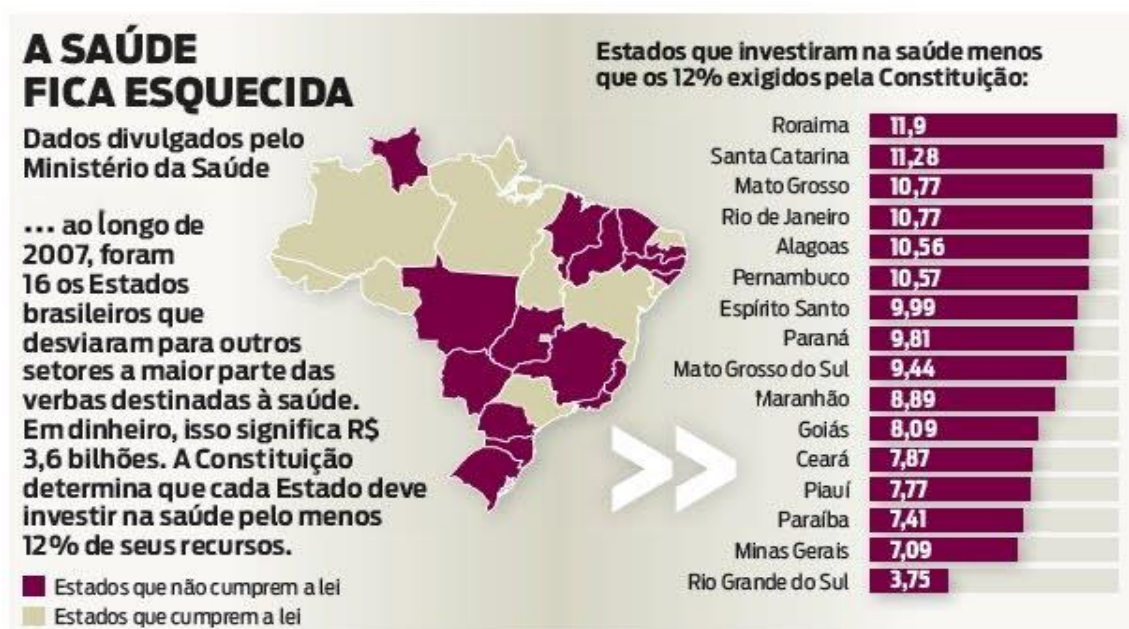 A SAÚDE
FICA ESQUECIDA
Dados divulgados pelo
Ministério da Saúde
... ao longo de
2007, foram
16 os Estados
brasileiros que
desviaram para outros
setores a maior parte das
verbas destinadas à saúde.
Em dinheiro, isso significa R$
3,6 bilhões. A Constituição
determina que cada Estado deve
investir na saúde pelo menos
12% de seus recursos.
Estados que não cumprem a lei
Estados que cumprem a lei
Estados que investiram na saúde menos
que os 12% exigidos pela Constituição:
Roraima 11,9
Santa Catarina 11,28
Mato Grosso 10,77
Rio de Janeiro 10,77
Alagoas 10,56
Pernambuco 10,57
Espírito Santo 9,99
Paraná 9,81
Mato Grosso do Sul 9,44
Maranhão 8,89
Goiás 8,09
Ceará 7,87
Piauí 7,77
Paraíba 7,41
Minas Gerais 7,09
Rio Grande do Sul 3,75